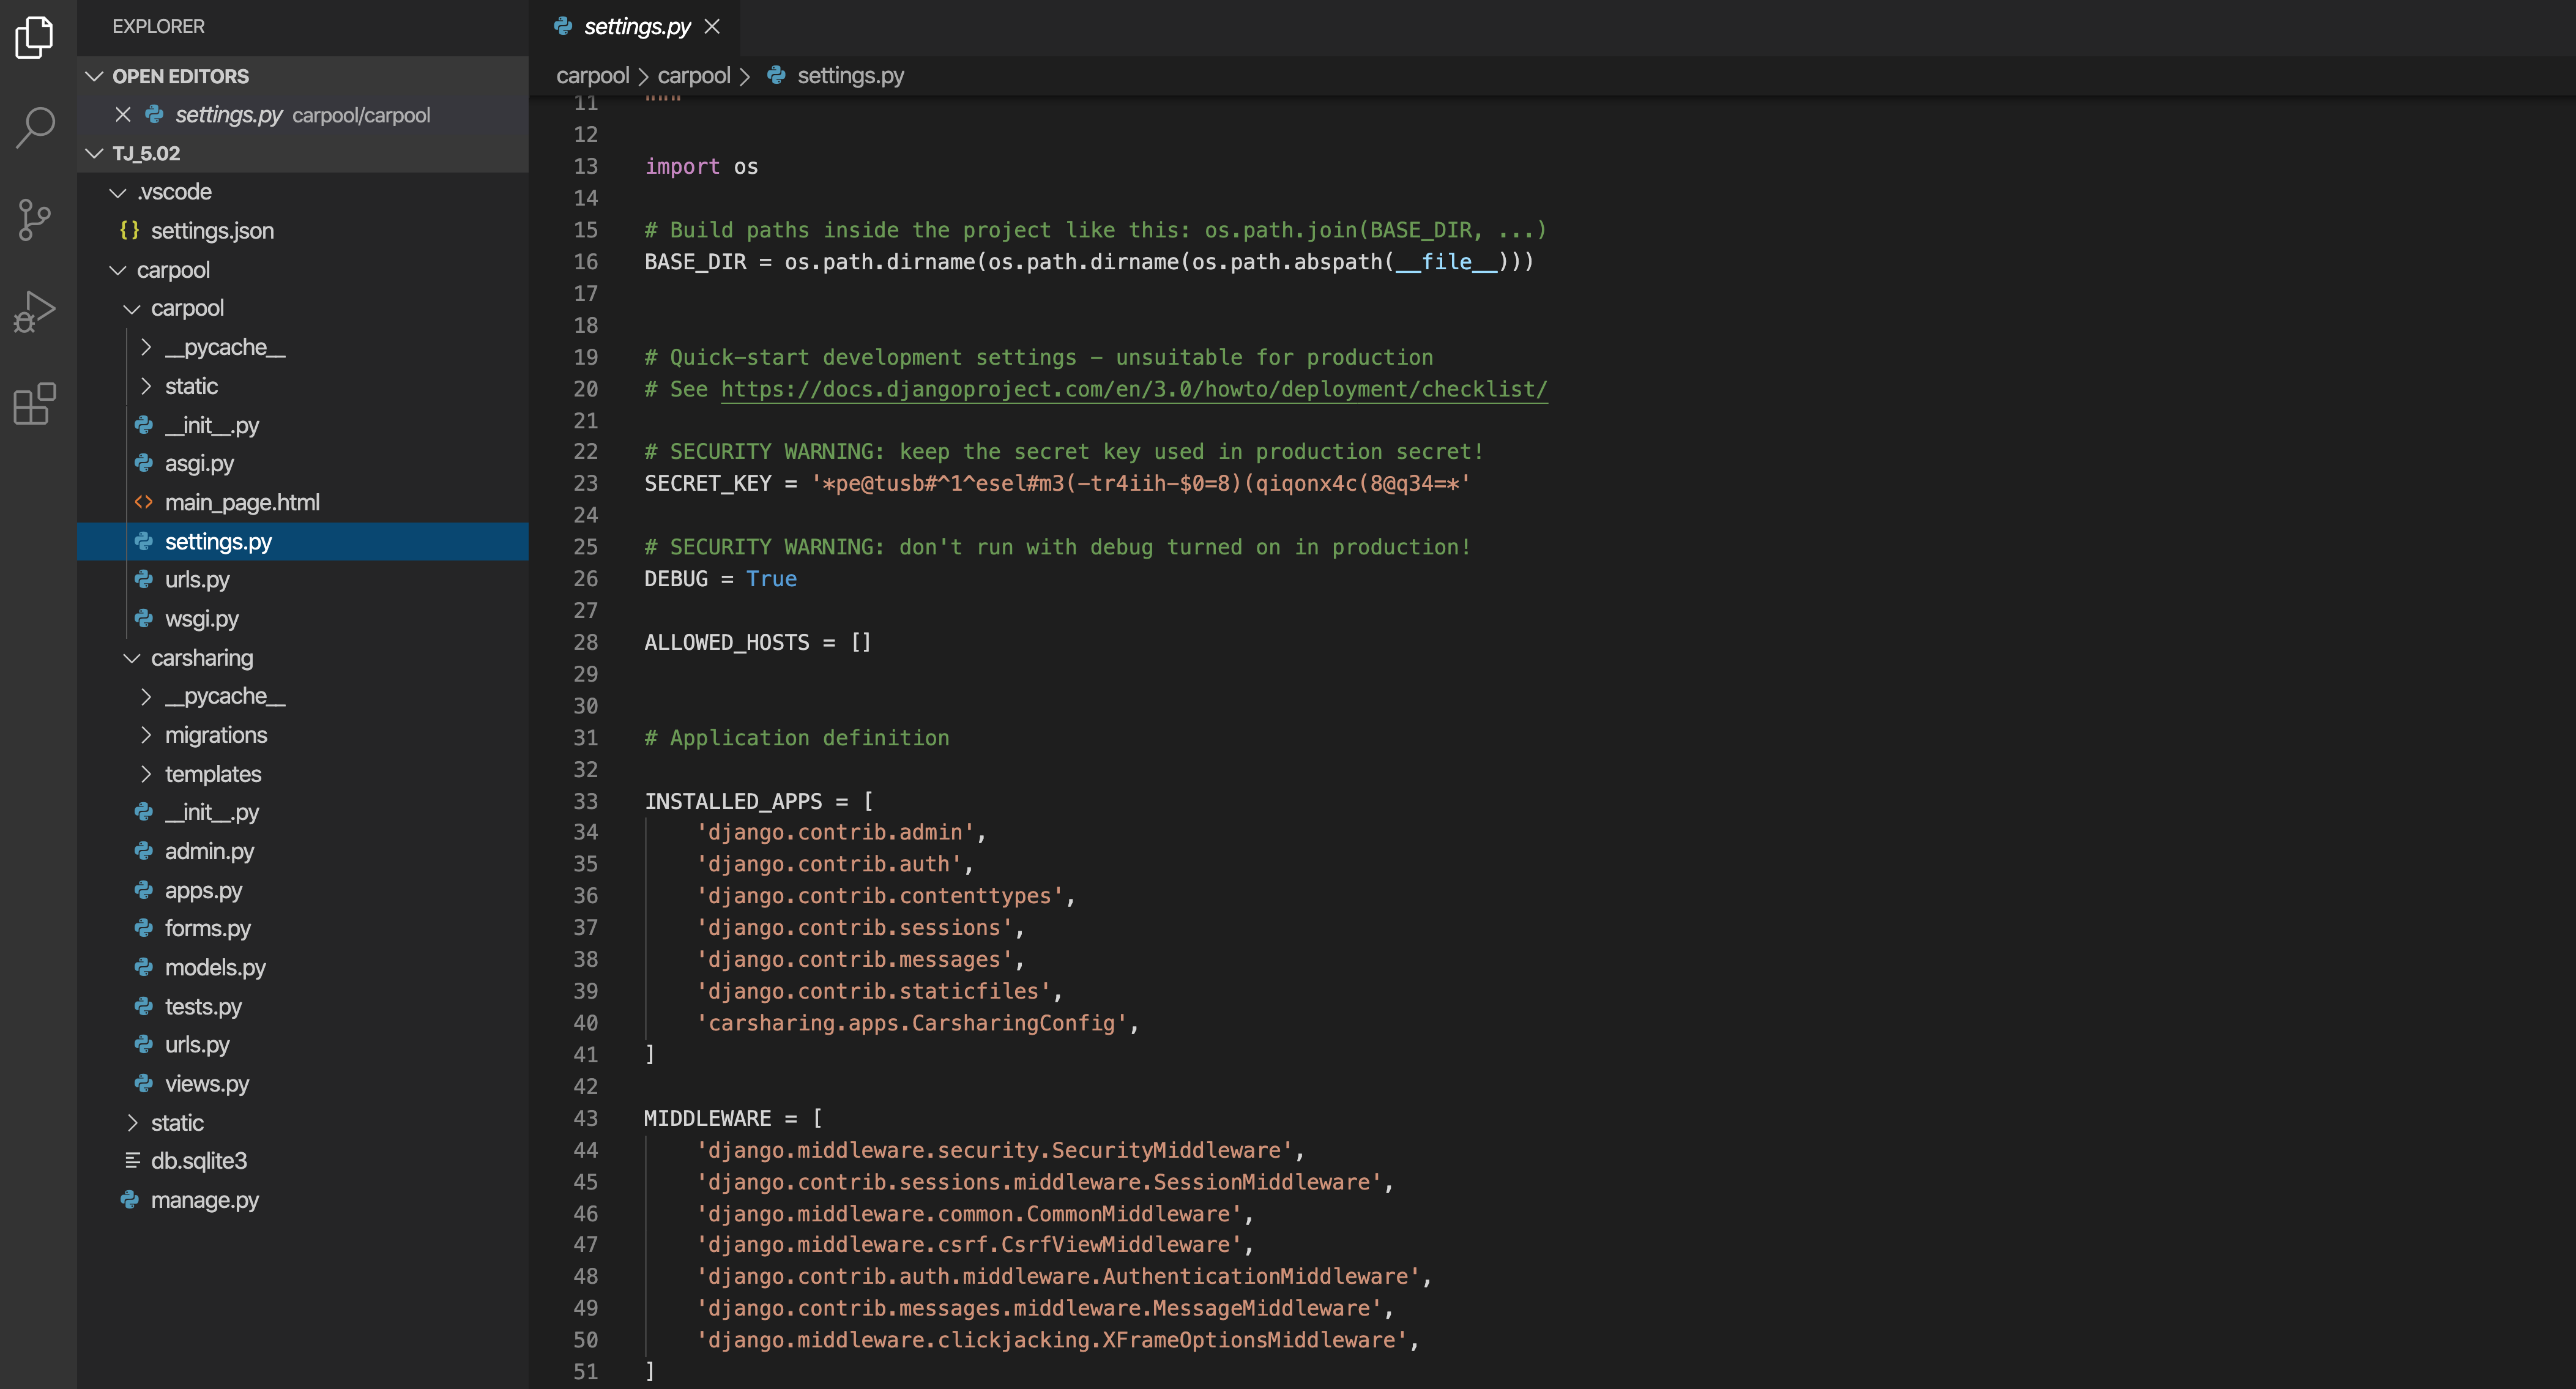 EXPLORER
OPEN EDITORS
settings.py carpool/carpool
TJ_5.02
.vscode
{} settings.json
carpool
carpool
__pycache__
static
__init__.py
asgi.py
<> main_page.html
settings.py
urls.py
wsgi.py
carsharing
__pycache__
migrations
templates
__init__.py
admin.py
apps.py
forms.py
models.py
tests.py
urls.py
views.py
static
db.sqlite3
manage.py
settings.py
carpool > carpool > settings.py
11 """
12
13 import os
14
15 # Build paths inside the project like this: os.path.join(BASE_DIR, ...)
16 BASE_DIR = os.path.dirname(os.path.dirname(os.path.abspath(__file__)))
17
18
19 # Quick-start development settings - unsuitable for production
20 # See https://docs.djangoproject.com/en/3.0/howto/deployment/checklist/
21
22 # SECURITY WARNING: keep the secret key used in production secret!
23 SECRET_KEY = '*pe@tusb#^1^esel#m3(-tr4iih-$0=8)(qiqonx4c(8@q34=*'
24
25 # SECURITY WARNING: don't run with debug turned on in production!
26 DEBUG = True
27
28 ALLOWED_HOSTS = []
29
30
31 # Application definition
32
33 INSTALLED_APPS = [
34     'django.contrib.admin',
35     'django.contrib.auth',
36     'django.contrib.contenttypes',
37     'django.contrib.sessions',
38     'django.contrib.messages',
39     'django.contrib.staticfiles',
40     'carsharing.apps.CarsharingConfig',
41 ]
42
43 MIDDLEWARE = [
44     'django.middleware.security.SecurityMiddleware',
45     'django.contrib.sessions.middleware.SessionMiddleware',
46     'django.middleware.common.CommonMiddleware',
47     'django.middleware.csrf.CsrfViewMiddleware',
48     'django.contrib.auth.middleware.AuthenticationMiddleware',
49     'django.contrib.messages.middleware.MessageMiddleware',
50     'django.middleware.clickjacking.XFrameOptionsMiddleware',
51 ]